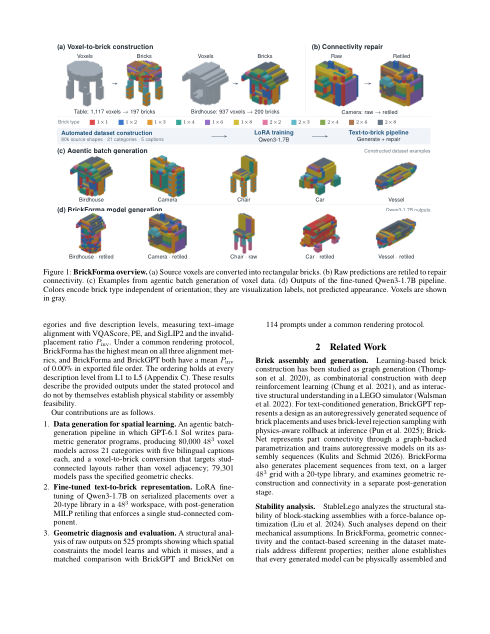 (a) Voxel-to-brick construction
(b) Connectivity repair
Voxels
Bricks
Voxels
Bricks
Raw
Retiled
Table: 1,117 voxels → 197 bricks
Birdhouse: 937 voxels → 200 bricks
Camera: raw → retiled
Brick type 1 × 1 1 × 2 1 × 3 1 × 4 1 × 6 1 × 8 2 × 2 2 × 3 2 × 4 2 × 6 2 × 8
Automated dataset construction
80k source shapes · 21 categories · 5 captions
LoRA training
Qwen3-1.7B
Text-to-brick pipeline
Generate + repair
(c) Agentic batch generation
Constructed dataset examples
Birdhouse
Camera
Chair
Car
Vessel
(d) BrickForma model generation
Qwen3-1.7B outputs
Birdhouse · retiled
Camera · retiled
Chair · raw
Car · retiled
Vessel · retiled
Figure 1: BrickForma overview. (a) Source voxels are converted into rectangular bricks. (b) Raw predictions are retiled to repair
connectivity. (c) Examples from agentic batch generation of voxel data. (d) Outputs of the fine-tuned Qwen3-1.7B pipeline.
Colors encode brick type independent of orientation; they are visualization labels, not predicted appearance. Voxels are shown
in gray.
egories and five description levels, measuring text–image
alignment with VQAScore, PE, and SigLIP2 and the invalid-
placement ratio Pinv. Under a common rendering protocol,
BrickForma has the highest mean on all three alignment met-
rics, and BrickForma and BrickGPT both have a mean Pinv
of 0.00% in exported file order. The ordering holds at every
description level from L1 to L5 (Appendix C). These results
describe the provided outputs under the stated protocol and
do not by themselves establish physical stability or assembly
feasibility.
Our contributions are as follows.
1. Data generation for spatial learning. An agentic batch-
generation pipeline in which GPT-6.1 Sol writes para-
metric generator programs, producing 80,000 48³ voxel
models across 21 categories with five bilingual captions
each, and a voxel-to-brick conversion that targets stud-
connected layouts rather than voxel adjacency; 79,301
models pass the specified geometric checks.
2. Fine-tuned text-to-brick representation. LoRA fine-
tuning of Qwen3-1.7B on serialized placements over a
20-type library in a 48³ workspace, with post-generation
MILP retiling that enforces a single stud-connected com-
ponent.
3. Geometric diagnosis and evaluation. A structural anal-
ysis of raw outputs on 525 prompts showing which spatial
constraints the model learns and which it misses, and a
matched comparison with BrickGPT and BrickNet on
114 prompts under a common rendering protocol.
2 Related Work
Brick assembly and generation. Learning-based brick
construction has been studied as graph generation (Thomp-
son et al. 2020), as combinatorial construction with deep
reinforcement learning (Chung et al. 2021), and as interac-
tive structural understanding in a LEGO simulator (Walsman
et al. 2022). For text-conditioned generation, BrickGPT rep-
resents a design as an autoregressively generated sequence of
brick placements and uses brick-level rejection sampling with
physics-aware rollback at inference (Pun et al. 2025); Brick-
Net represents part connectivity through a graph-backed
parametrization and trains autoregressive models on its as-
sembly sequences (Kulits and Schmid 2026). BrickForma
also generates placement sequences from text, on a larger
48³ grid with a 20-type library, and examines geometric re-
construction and connectivity in a separate post-generation
stage.
Stability analysis. StableLego analyzes the structural sta-
bility of block-stacking assemblies with a force-balance op-
timization (Liu et al. 2024). Such analyses depend on their
mechanical assumptions. In BrickForma, geometric connec-
tivity and the contact-based screening in the dataset mate-
rials address different properties; neither alone establishes
that every generated model can be physically assembled and